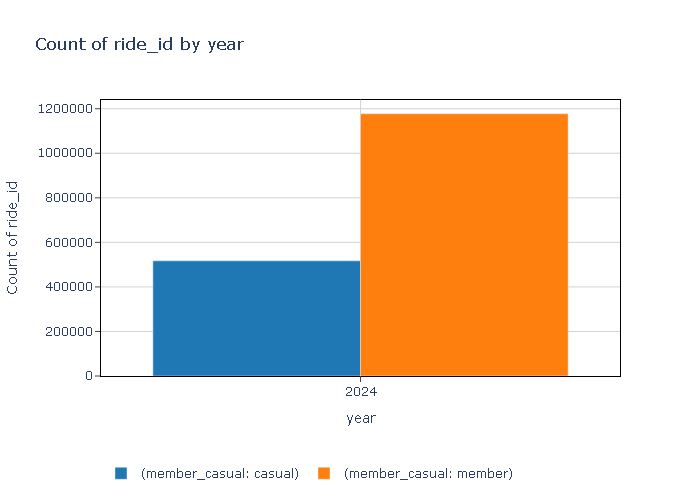 Count of ride_id by year
Count of ride_id
1200000
1000000
800000
600000
400000
200000
0
2024
year
(member_casual: casual) (member_casual: member)